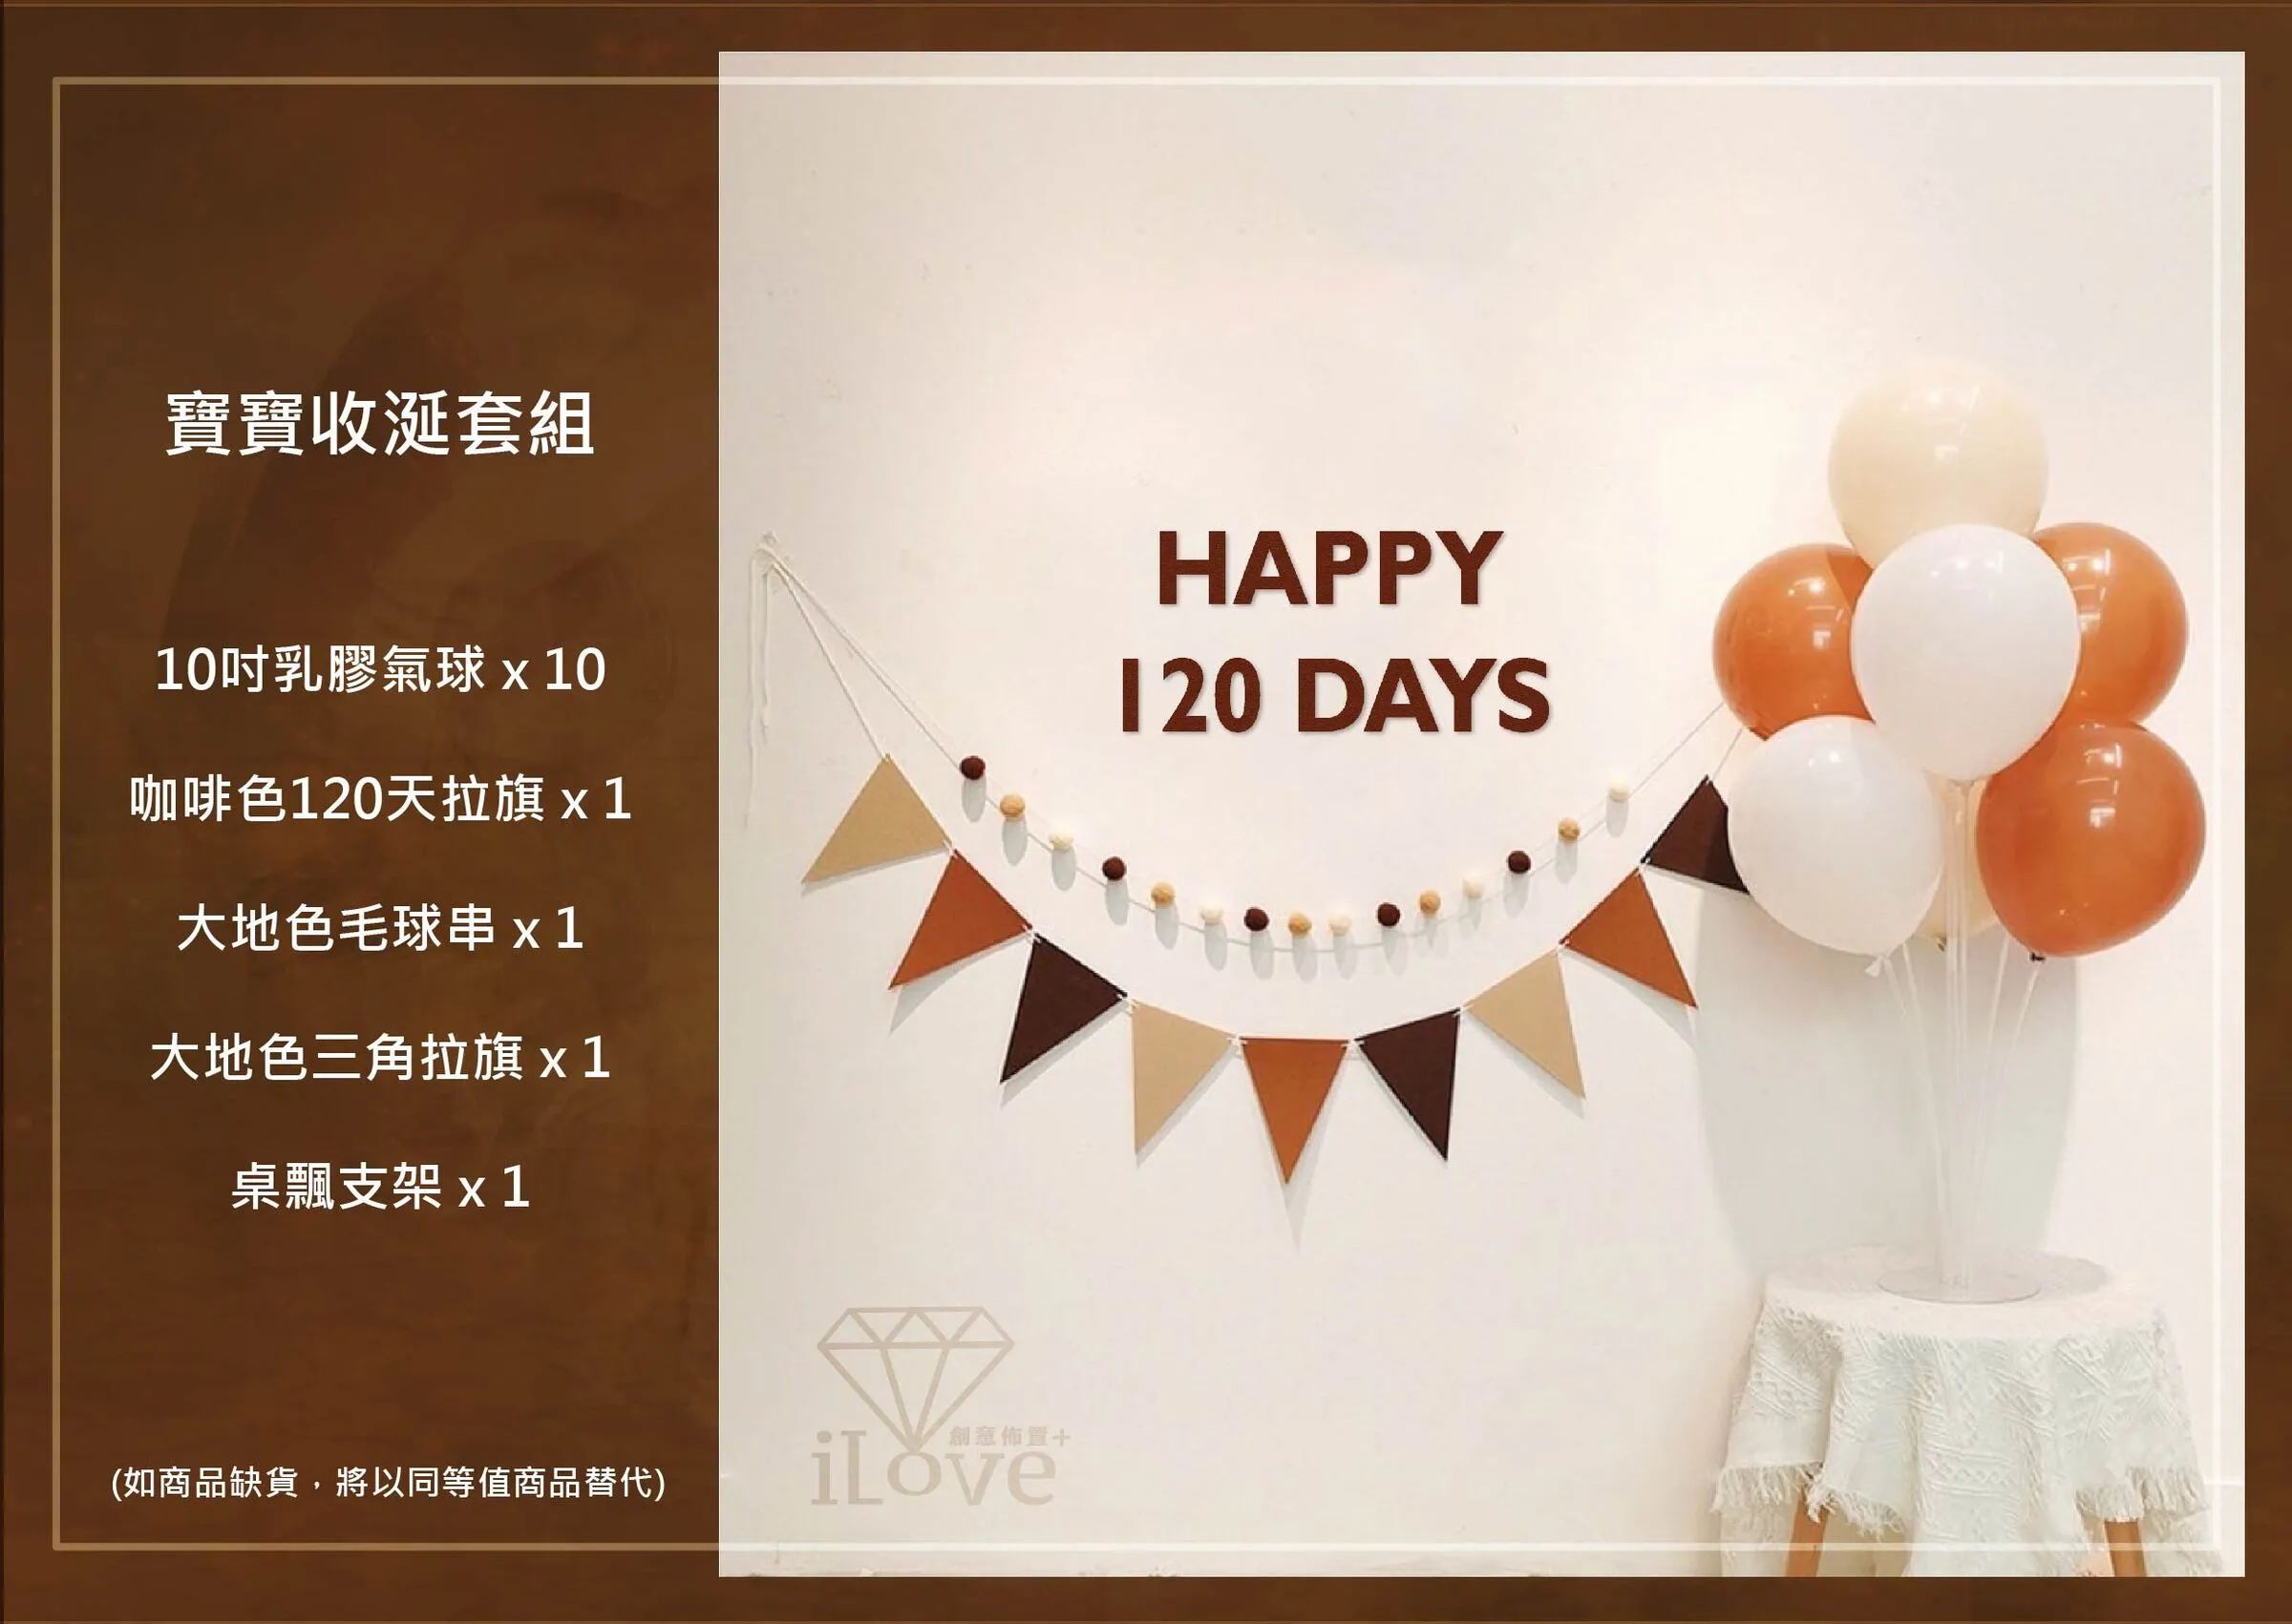 寶寶收涎套組
10吋乳膠氣球 x 10
咖啡色120天拉旗 x 1
大地色毛球串 x 1
大地色三角拉旗 x 1
桌飄支架 x 1
(如商品缺貨，將以同等值商品替代)
HAPPY
120 DAYS
創意佈置+
iLove